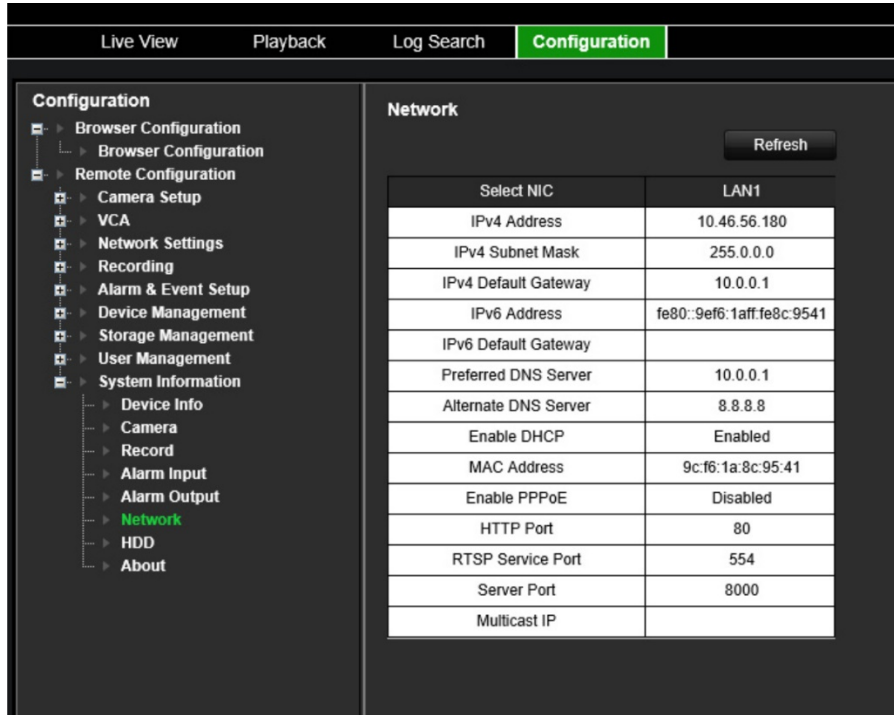 Live View Playback Log Search Configuration
Configuration
Browser Configuration
Browser Configuration
Remote Configuration
Camera Setup
VCA
Network Settings
Recording
Alarm & Event Setup
Device Management
Storage Management
User Management
System Information
Device Info
Camera
Record
Alarm Input
Alarm Output
Network
HDD
About
Network
Refresh
Select NIC LAN1
IPv4 Address 10.46.56.180
IPv4 Subnet Mask 255.0.0.0
IPv4 Default Gateway 10.0.0.1
IPv6 Address fe80::9ef6:1aff:fe8c:9541
IPv6 Default Gateway
Preferred DNS Server 10.0.0.1
Alternate DNS Server 8.8.8.8
Enable DHCP Enabled
MAC Address 9c:f6:1a:8c:95:41
Enable PPPoE Disabled
HTTP Port 80
RTSP Service Port 554
Server Port 8000
Multicast IP